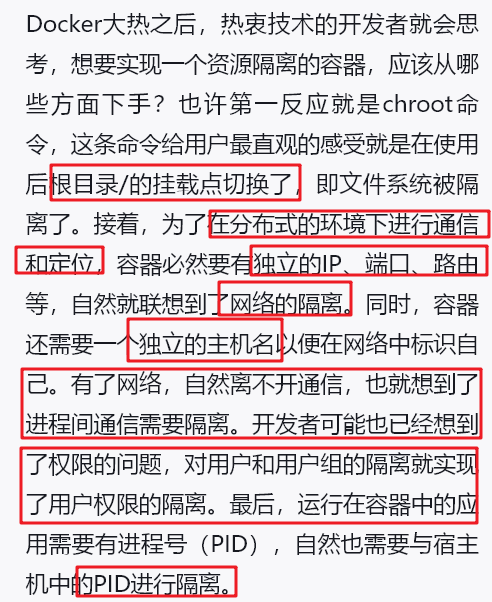 Docker大热之后，热衷技术的开发者就会思
考，想要实现一个资源隔离的容器，应该从哪
些方面下手？也许第一反应就是chroot命
令，这条命令给用户最直观的感受就是在使用
后根目录/的挂载点切换了，即文件系统被隔
离了。接着，为了在分布式的环境下进行通信
和定位，容器必然要有独立的IP、端口、路由
等，自然就联想到了网络的隔离。同时，容器
还需要一个独立的主机名以便在网络中标识自
己。有了网络，自然离不开通信，也就想到了
进程间通信需要隔离。开发者可能也已经想到
了权限的问题，对用户和用户组的隔离就实现
了用户权限的隔离。最后，运行在容器中的应
用需要有进程号（PID），自然也需要与宿主
机中的PID进行隔离。